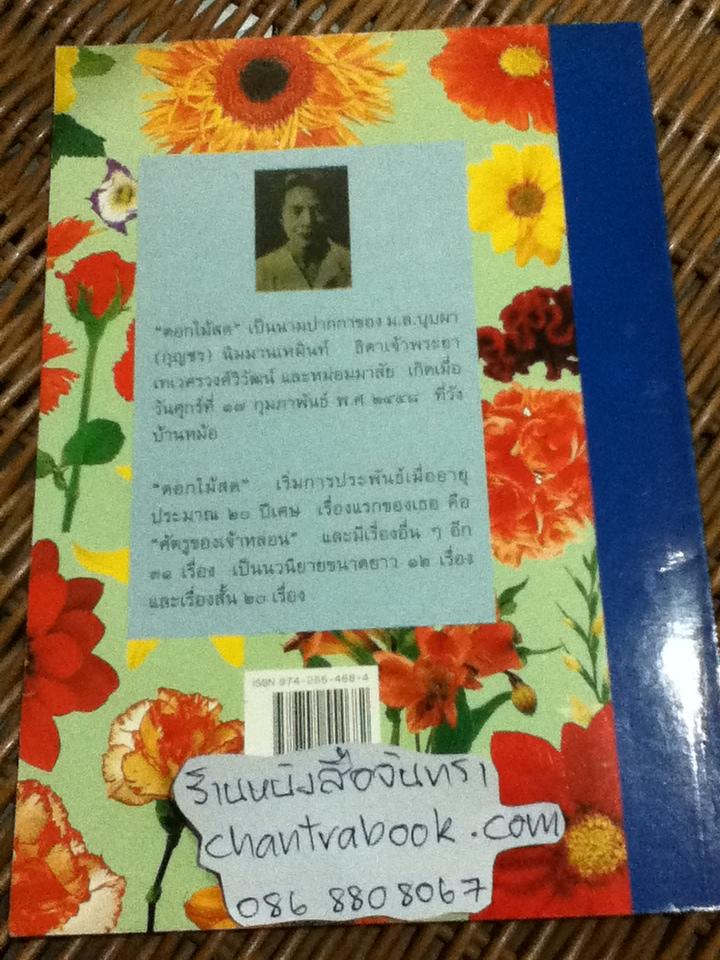 "ดอกไม้สด" เป็นนามปากกาของ ม.ล.บุบผา
(กุญชร) นิมมานเหมินท์ ธิดาเจ้าพระยา
เทเวศรวงศ์วิวัฒน์ และหม่อมมาลัย เกิดเมื่อ
วันศุกร์ที่ ๑๗ กุมภาพันธ์ พ.ศ ๒๔๔๘ ที่วัง
บ้านหม้อ
"ดอกไม้สด" เริ่มการประพันธ์เมื่ออายุ
ประมาณ ๒๐ ปีเศษ เรื่องแรกของเธอ คือ
"ศัตรูของเจ้าหล่อน" และมีเรื่องอื่น ๆ อีก
๓๑ เรื่อง เป็นนวนิยายขนาดยาว ๑๒ เรื่อง
และเรื่องสั้น ๒๐ เรื่อง
ISBN 974-255-468-4
ร้านหนังสือจันทรา
chantrabook.com
086 8808067